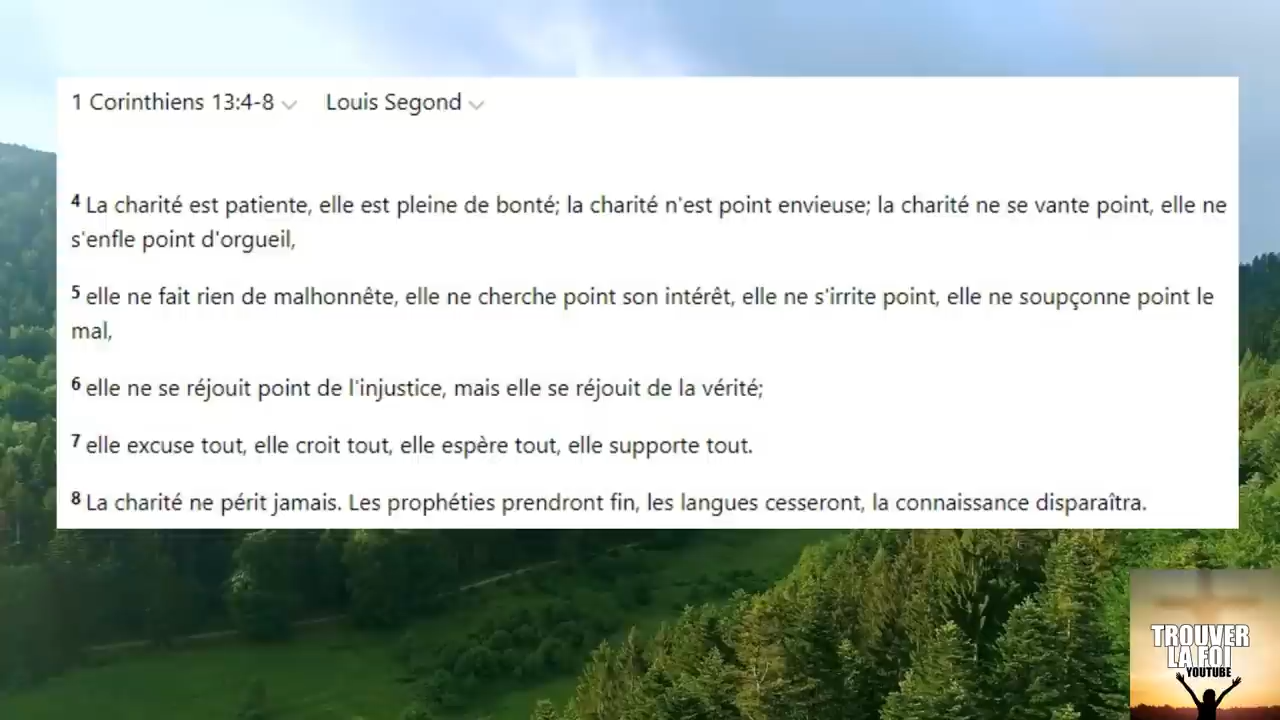 1 Corinthiens 13:4-8 Louis Segond
4 La charité est patiente, elle est pleine de bonté; la charité n'est point envieuse; la charité ne se vante point, elle ne
s'enfle point d'orgueil,
5 elle ne fait rien de malhonnête, elle ne cherche point son intérêt, elle ne s'irrite point, elle ne soupçonne point le
mal,
6 elle ne se réjouit point de l'injustice, mais elle se réjouit de la vérité;
7 elle excuse tout, elle croit tout, elle espère tout, elle supporte tout.
8 La charité ne périt jamais. Les prophéties prendront fin, les langues cesseront, la connaissance disparaîtra.
TROUVER
LA FOI
YOUTUBE